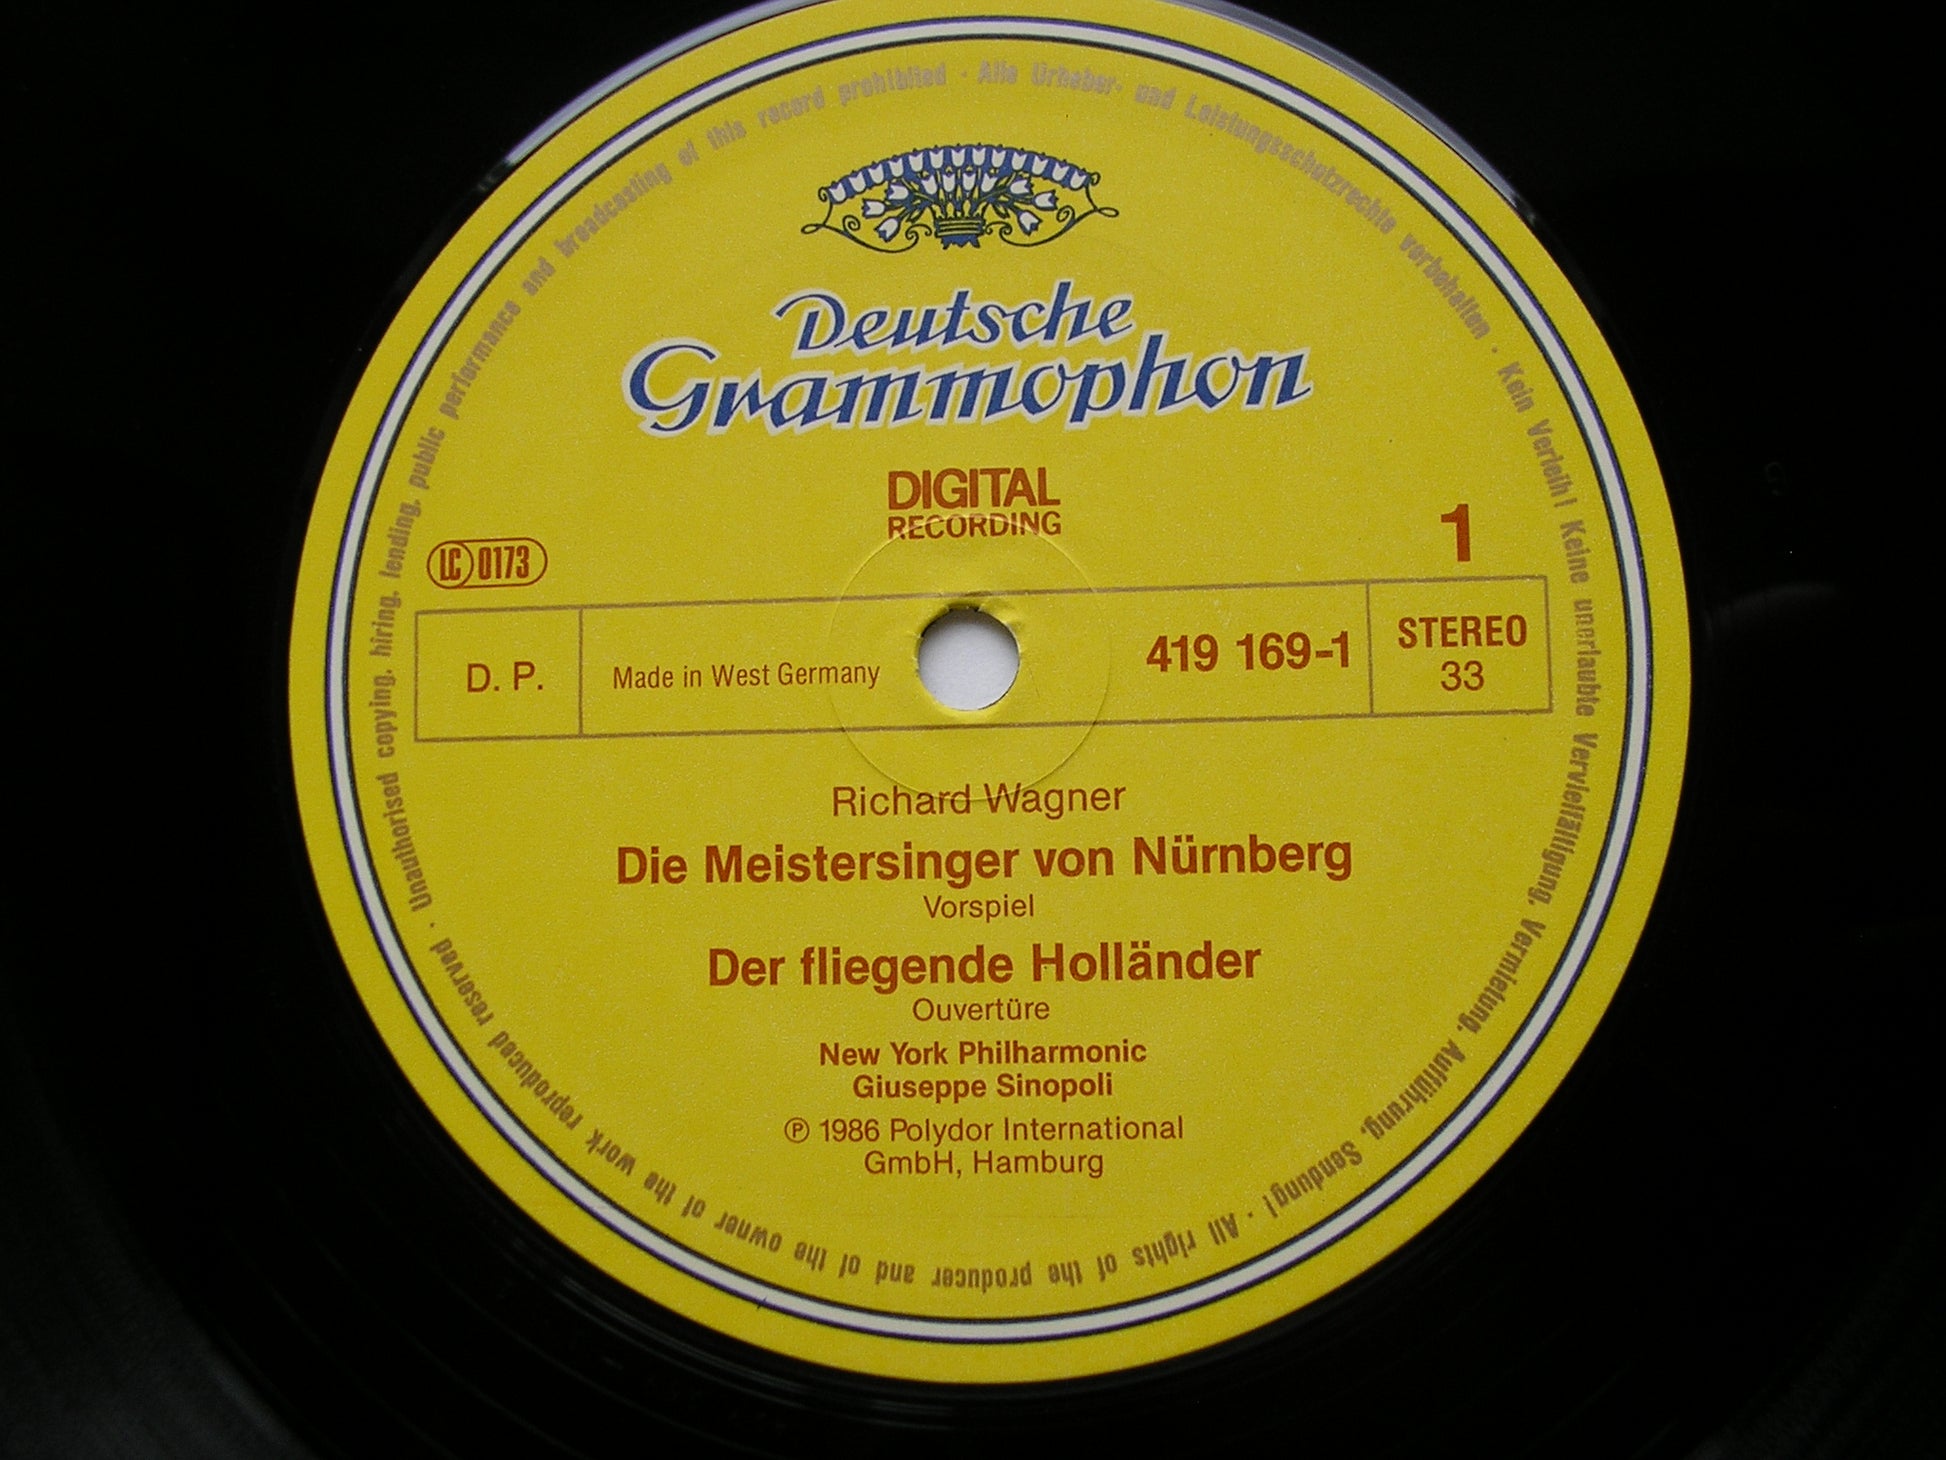 Deutsche
Grammophon
DIGITAL
RECORDING
1
LC 0173
D. P.
Made in West Germany
419 169-1
STEREO
33
Richard Wagner
Die Meistersinger von Nürnberg
Vorspiel
Der fliegende Holländer
Ouvertüre
New York Philharmonic
Giuseppe Sinopoli
℗ 1986 Polydor International
GmbH, Hamburg
Alle Urheber- und Leistungsschutzrechte vorbehalten · Kein Verleih! Keine unerlaubte Vervielfältigung, Vermietung, Aufführung, Sendung! · All rights of the producer and of the owner of the work reproduced reserved · Unauthorised copying, hiring, lending, public performance and broadcasting of this record prohiblied ·